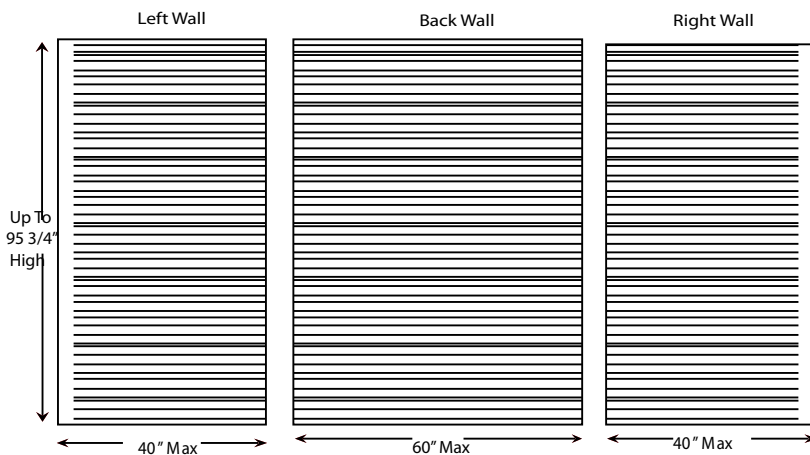 Left Wall
Back Wall
Right Wall
Up To
95 3/4”
High
40” Max
60” Max
40” Max